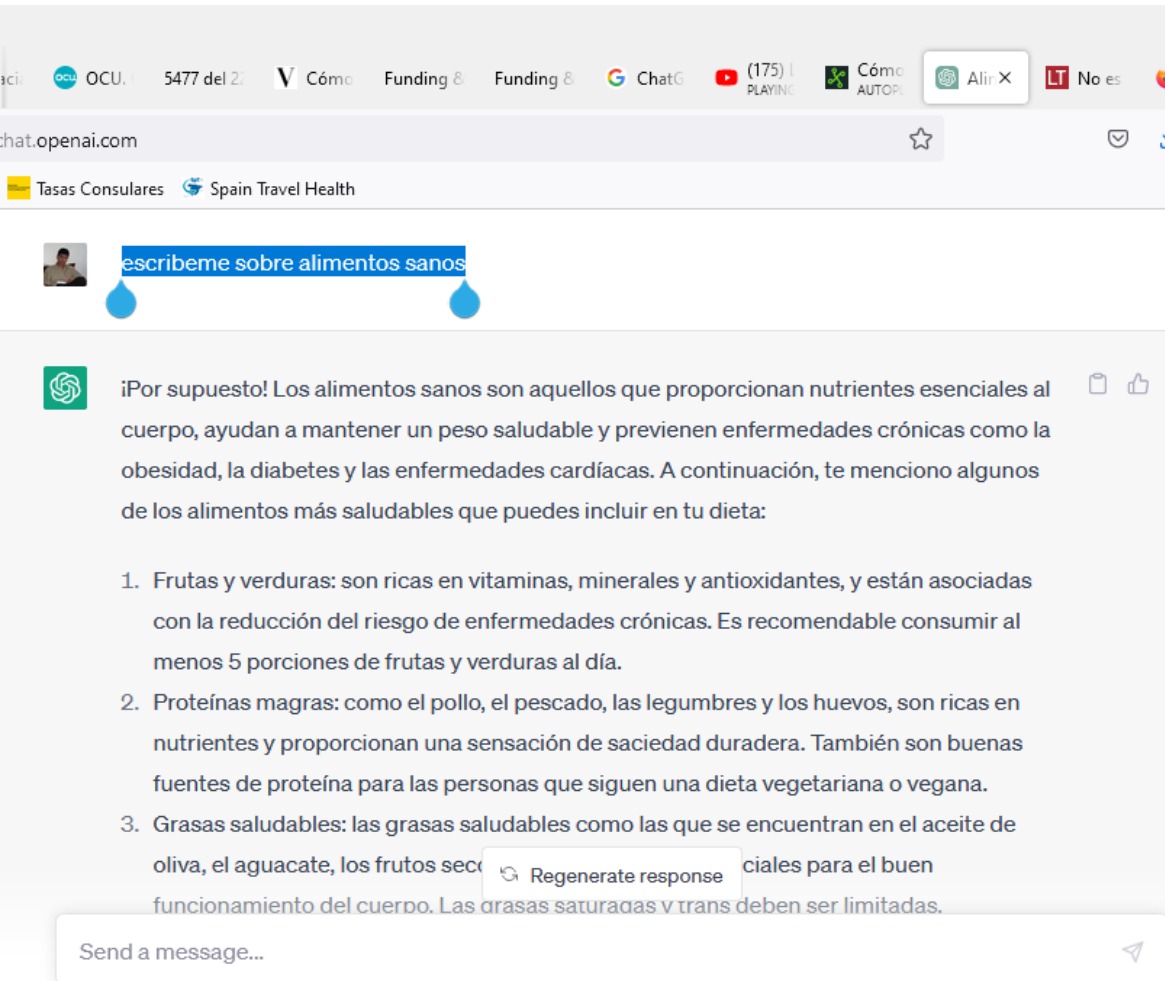 aci
ocu OCU.
5477 del 22
V Cómo
Funding &
Funding &
G ChatG
(175) L
PLAYING
Cómo
AUTOPL
Alir
LT No es
chat.openai.com
Tasas Consulares Spain Travel Health
escribeme sobre alimentos sanos
¡Por supuesto! Los alimentos sanos son aquellos que proporcionan nutrientes esenciales al
cuerpo, ayudan a mantener un peso saludable y previenen enfermedades crónicas como la
obesidad, la diabetes y las enfermedades cardíacas. A continuación, te menciono algunos
de los alimentos más saludables que puedes incluir en tu dieta:
1. Frutas y verduras: son ricas en vitaminas, minerales y antioxidantes, y están asociadas
con la reducción del riesgo de enfermedades crónicas. Es recomendable consumir al
menos 5 porciones de frutas y verduras al día.
2. Proteínas magras: como el pollo, el pescado, las legumbres y los huevos, son ricas en
nutrientes y proporcionan una sensación de saciedad duradera. También son buenas
fuentes de proteína para las personas que siguen una dieta vegetariana o vegana.
3. Grasas saludables: las grasas saludables como las que se encuentran en el aceite de
oliva, el aguacate, los frutos sec ciales para el buen
Regenerate response
funcionamiento del cuerpo. Las grasas saturadas y trans deben ser limitadas.
Send a message...